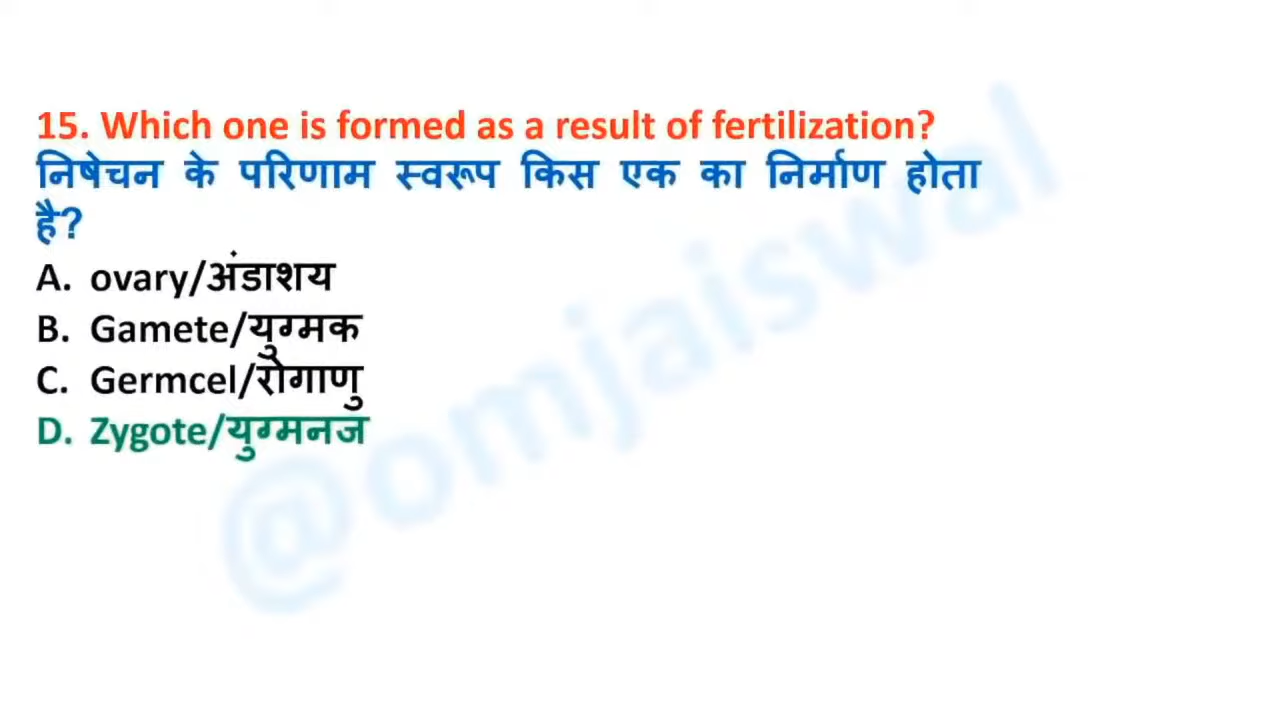 15. Which one is formed as a result of fertilization?
निषेचन के परिणाम स्वरूप किस एक का निर्माण होता
है?
A. ovary/अंडाशय
B. Gamete/युग्मक
C. Germcel/रोगाणु
D. Zygote/युग्मनज
@omjaiswal